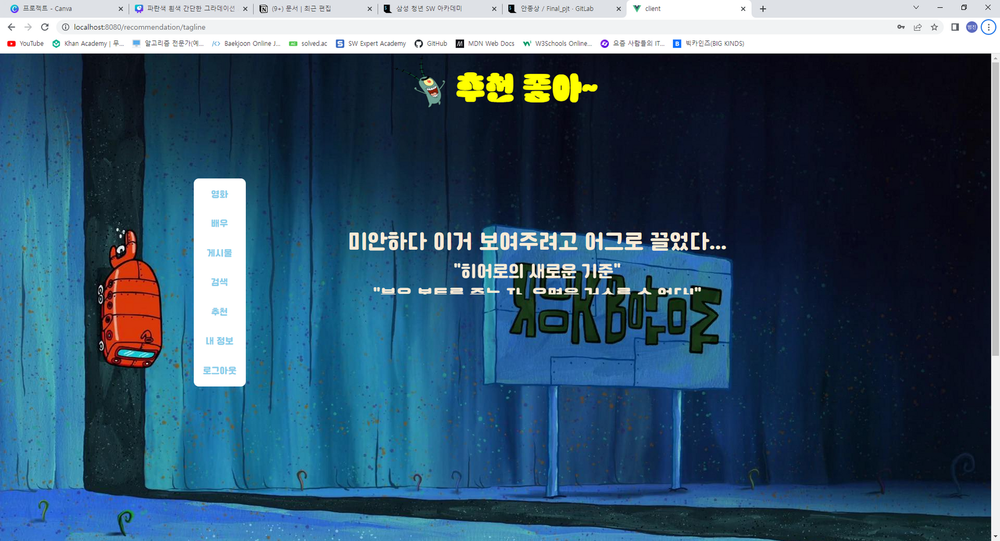 프로젝트 - Canva
파란색 흰색 간단한 그라데이션
(9+) 문서 | 최근 편집
삼성 청년 SW 아카데미
안종상 / Final_pjt · GitLab
client
localhost:8080/recommendation/tagline
범진
YouTube
Khan Academy | 무...
알고리즘 전문가(예...
Baekjoon Online J...
solved.ac
SW Expert Academy
GitHub
MDN Web Docs
W3Schools Online...
요즘 사람들의 IT...
빅카인즈(BIG KINDS)
추천 좋아~
영화
배우
게시물
검색
추천
내 정보
로그아웃
미안하다 이거 보여주려고 어그로 끌었다...
"히어로의 새로운 기준"